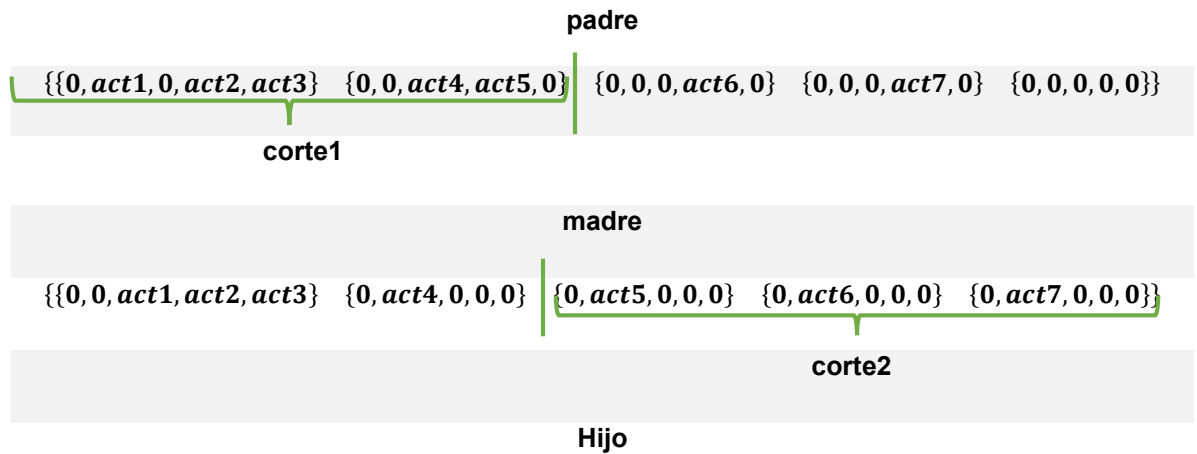 padre
{{0, act1, 0, act2, act3} {0, 0, act4, act5, 0} {0, 0, 0, act6, 0} {0, 0, 0, act7, 0} {0, 0, 0, 0, 0}}
corte1
madre
{{0, 0, act1, act2, act3} {0, act4, 0, 0, 0} {0, act5, 0, 0, 0} {0, act6, 0, 0, 0} {0, act7, 0, 0, 0}}
corte2
Hijo